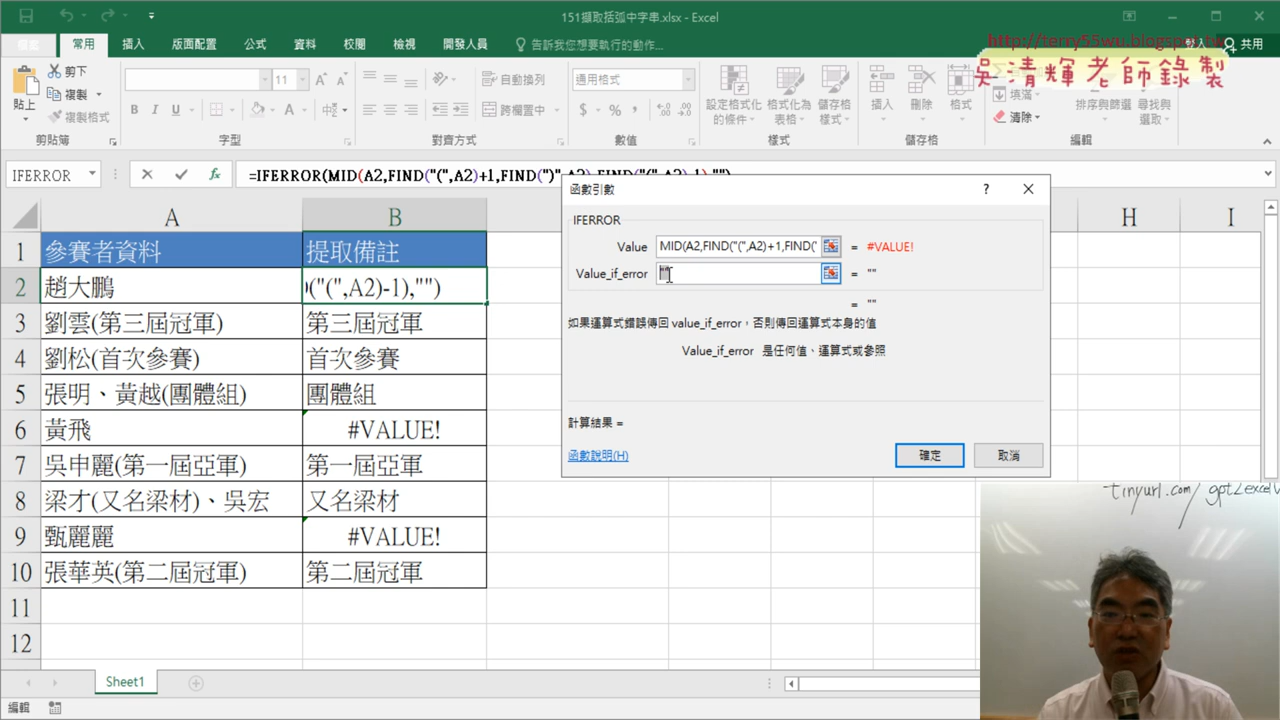 151擷取括弧中字串.xlsx - Excel
檔案 常用 插入 版面配置 公式 資料 校閱 檢視 開發人員 告訴我您想要執行的動作... 登入 共用
http://terry55wu.blogspot.tw
吳清輝老師錄製
貼上 剪下 複製 複製格式 剪貼簿
11 A A B I U A 中 字型
自動換列 跨欄置中 對齊方式
通用格式 $ % , 數值
設定格式化的條件 格式化為表格 儲存格樣式 樣式
插入 刪除 格式 儲存格
填滿 清除 排序與篩選 尋找與選取 編輯
IFERROR fx =IFERROR(MID(A2,FIND("(",A2)+1,FIND(")",A2)-FIND("(",A2)-1),"")
A B H I
1 參賽者資料 提取備註
2 趙大鵬 ("(",A2)-1),"")
3 劉雲(第三屆冠軍) 第三屆冠軍
4 劉松(首次參賽) 首次參賽
5 張明、黃越(團體組) 團體組
6 黃飛 #VALUE!
7 吳申麗(第一屆亞軍) 第一屆亞軍
8 梁才(又名梁材)、吳宏 又名梁材
9 甄麗麗 #VALUE!
10 張華英(第二屆冠軍) 第二屆冠軍
11
12
函數引數 ?
IFERROR
Value MID(A2,FIND("(",A2)+1,FIND(" = #VALUE!
Value_if_error "" = ""
= ""
如果運算式錯誤傳回 value_if_error，否則傳回運算式本身的值
Value_if_error 是任何值、運算式或參照
計算結果 =
函數說明(H) 確定 取消
tinyurl.com/
Sheet1
編輯